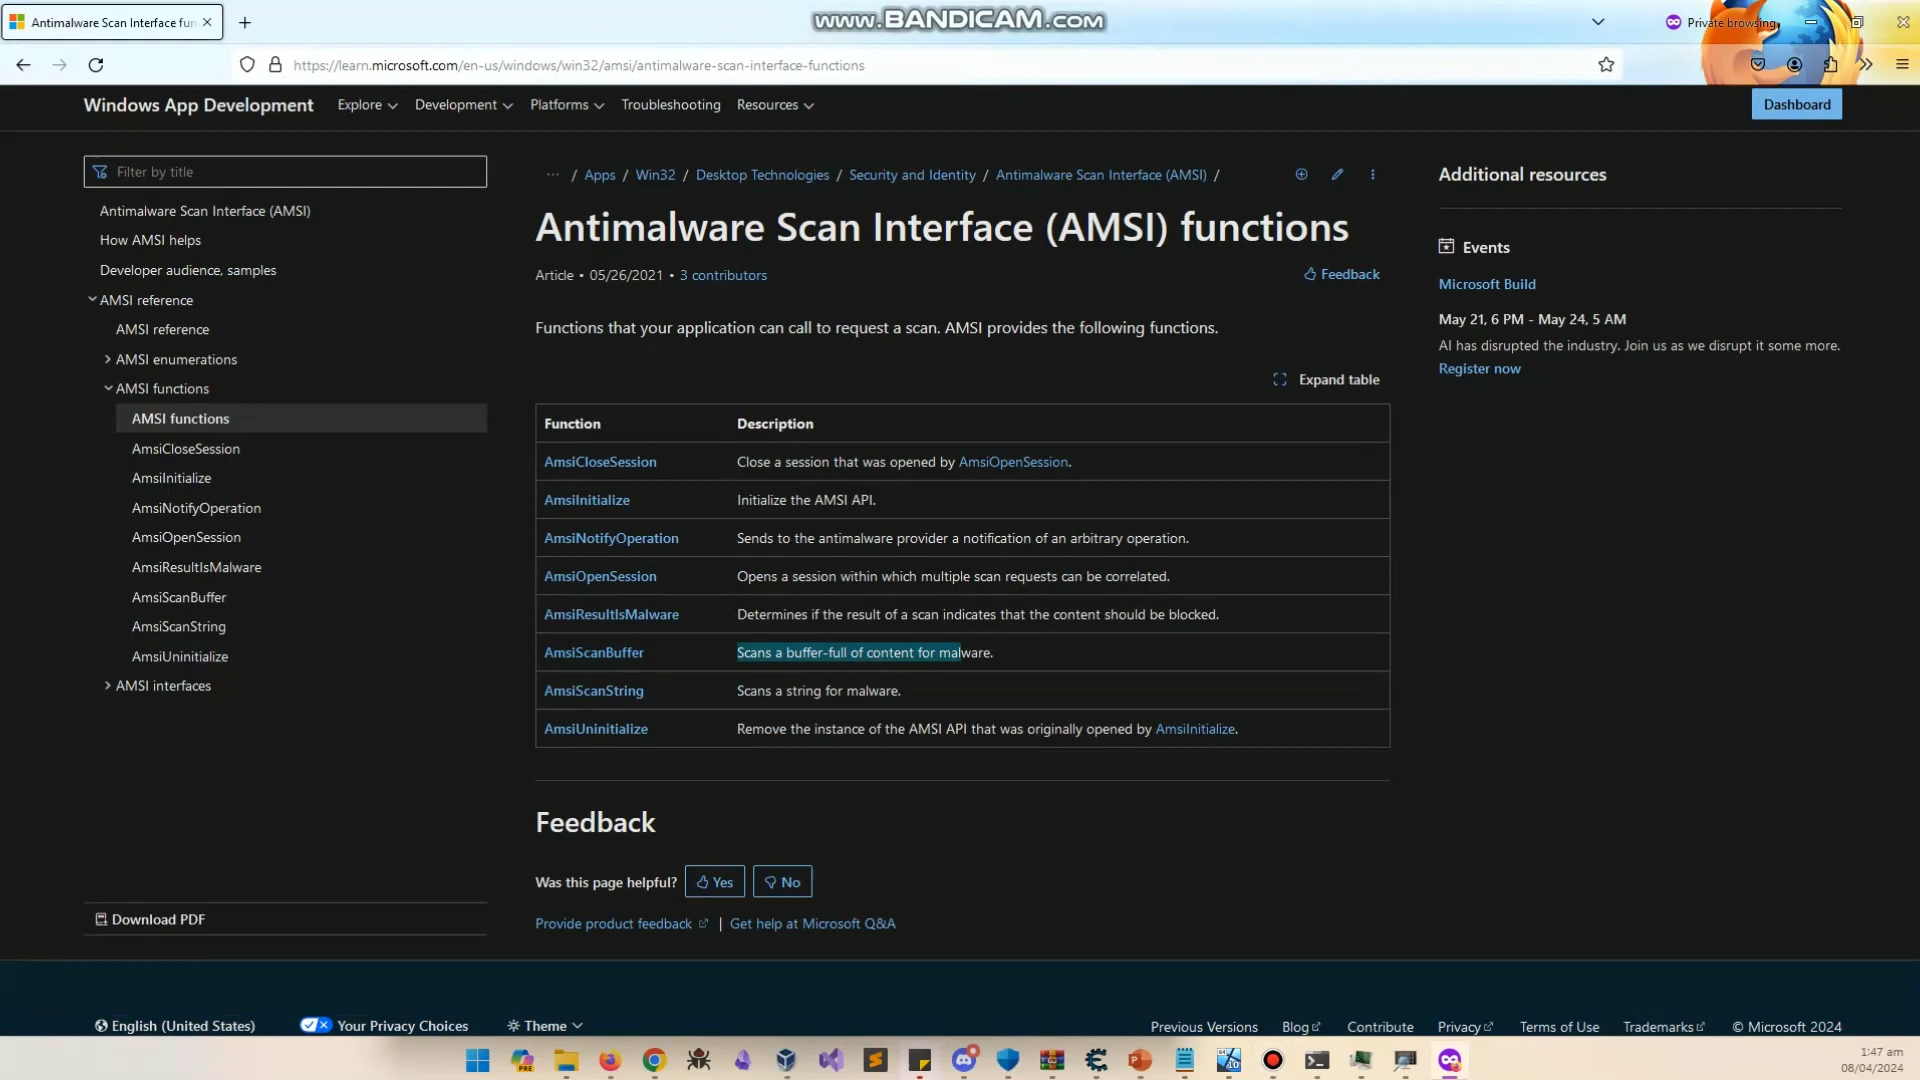 Antimalware Scan Interface fun
www.BANDICAM.com
Private browsing
https://learn.microsoft.com/en-us/windows/win32/amsi/antimalware-scan-interface-functions
Windows App Development
Explore
Development
Platforms
Troubleshooting
Resources
Dashboard
Filter by title
Antimalware Scan Interface (AMSI)
How AMSI helps
Developer audience, samples
AMSI reference
AMSI reference
AMSI enumerations
AMSI functions
AMSI functions
AmsiCloseSession
AmsiInitialize
AmsiNotifyOperation
AmsiOpenSession
AmsiResultIsMalware
AmsiScanBuffer
AmsiScanString
AmsiUninitialize
AMSI interfaces
Download PDF
··· / Apps / Win32 / Desktop Technologies / Security and Identity / Antimalware Scan Interface (AMSI) /
Antimalware Scan Interface (AMSI) functions
Article • 05/26/2021 • 3 contributors
Feedback
Functions that your application can call to request a scan. AMSI provides the following functions.
Expand table
Function Description
AmsiCloseSession Close a session that was opened by AmsiOpenSession.
AmsiInitialize Initialize the AMSI API.
AmsiNotifyOperation Sends to the antimalware provider a notification of an arbitrary operation.
AmsiOpenSession Opens a session within which multiple scan requests can be correlated.
AmsiResultIsMalware Determines if the result of a scan indicates that the content should be blocked.
AmsiScanBuffer Scans a buffer-full of content for malware.
AmsiScanString Scans a string for malware.
AmsiUninitialize Remove the instance of the AMSI API that was originally opened by AmsiInitialize.
Feedback
Was this page helpful? Yes No
Provide product feedback | Get help at Microsoft Q&A
Additional resources
Events
Microsoft Build
May 21, 6 PM - May 24, 5 AM
AI has disrupted the industry. Join us as we disrupt it some more.
Register now
English (United States)
Your Privacy Choices
Theme
Previous Versions
Blog
Contribute
Privacy
Terms of Use
Trademarks
© Microsoft 2024
PRE
64
10
1:47 am
08/04/2024